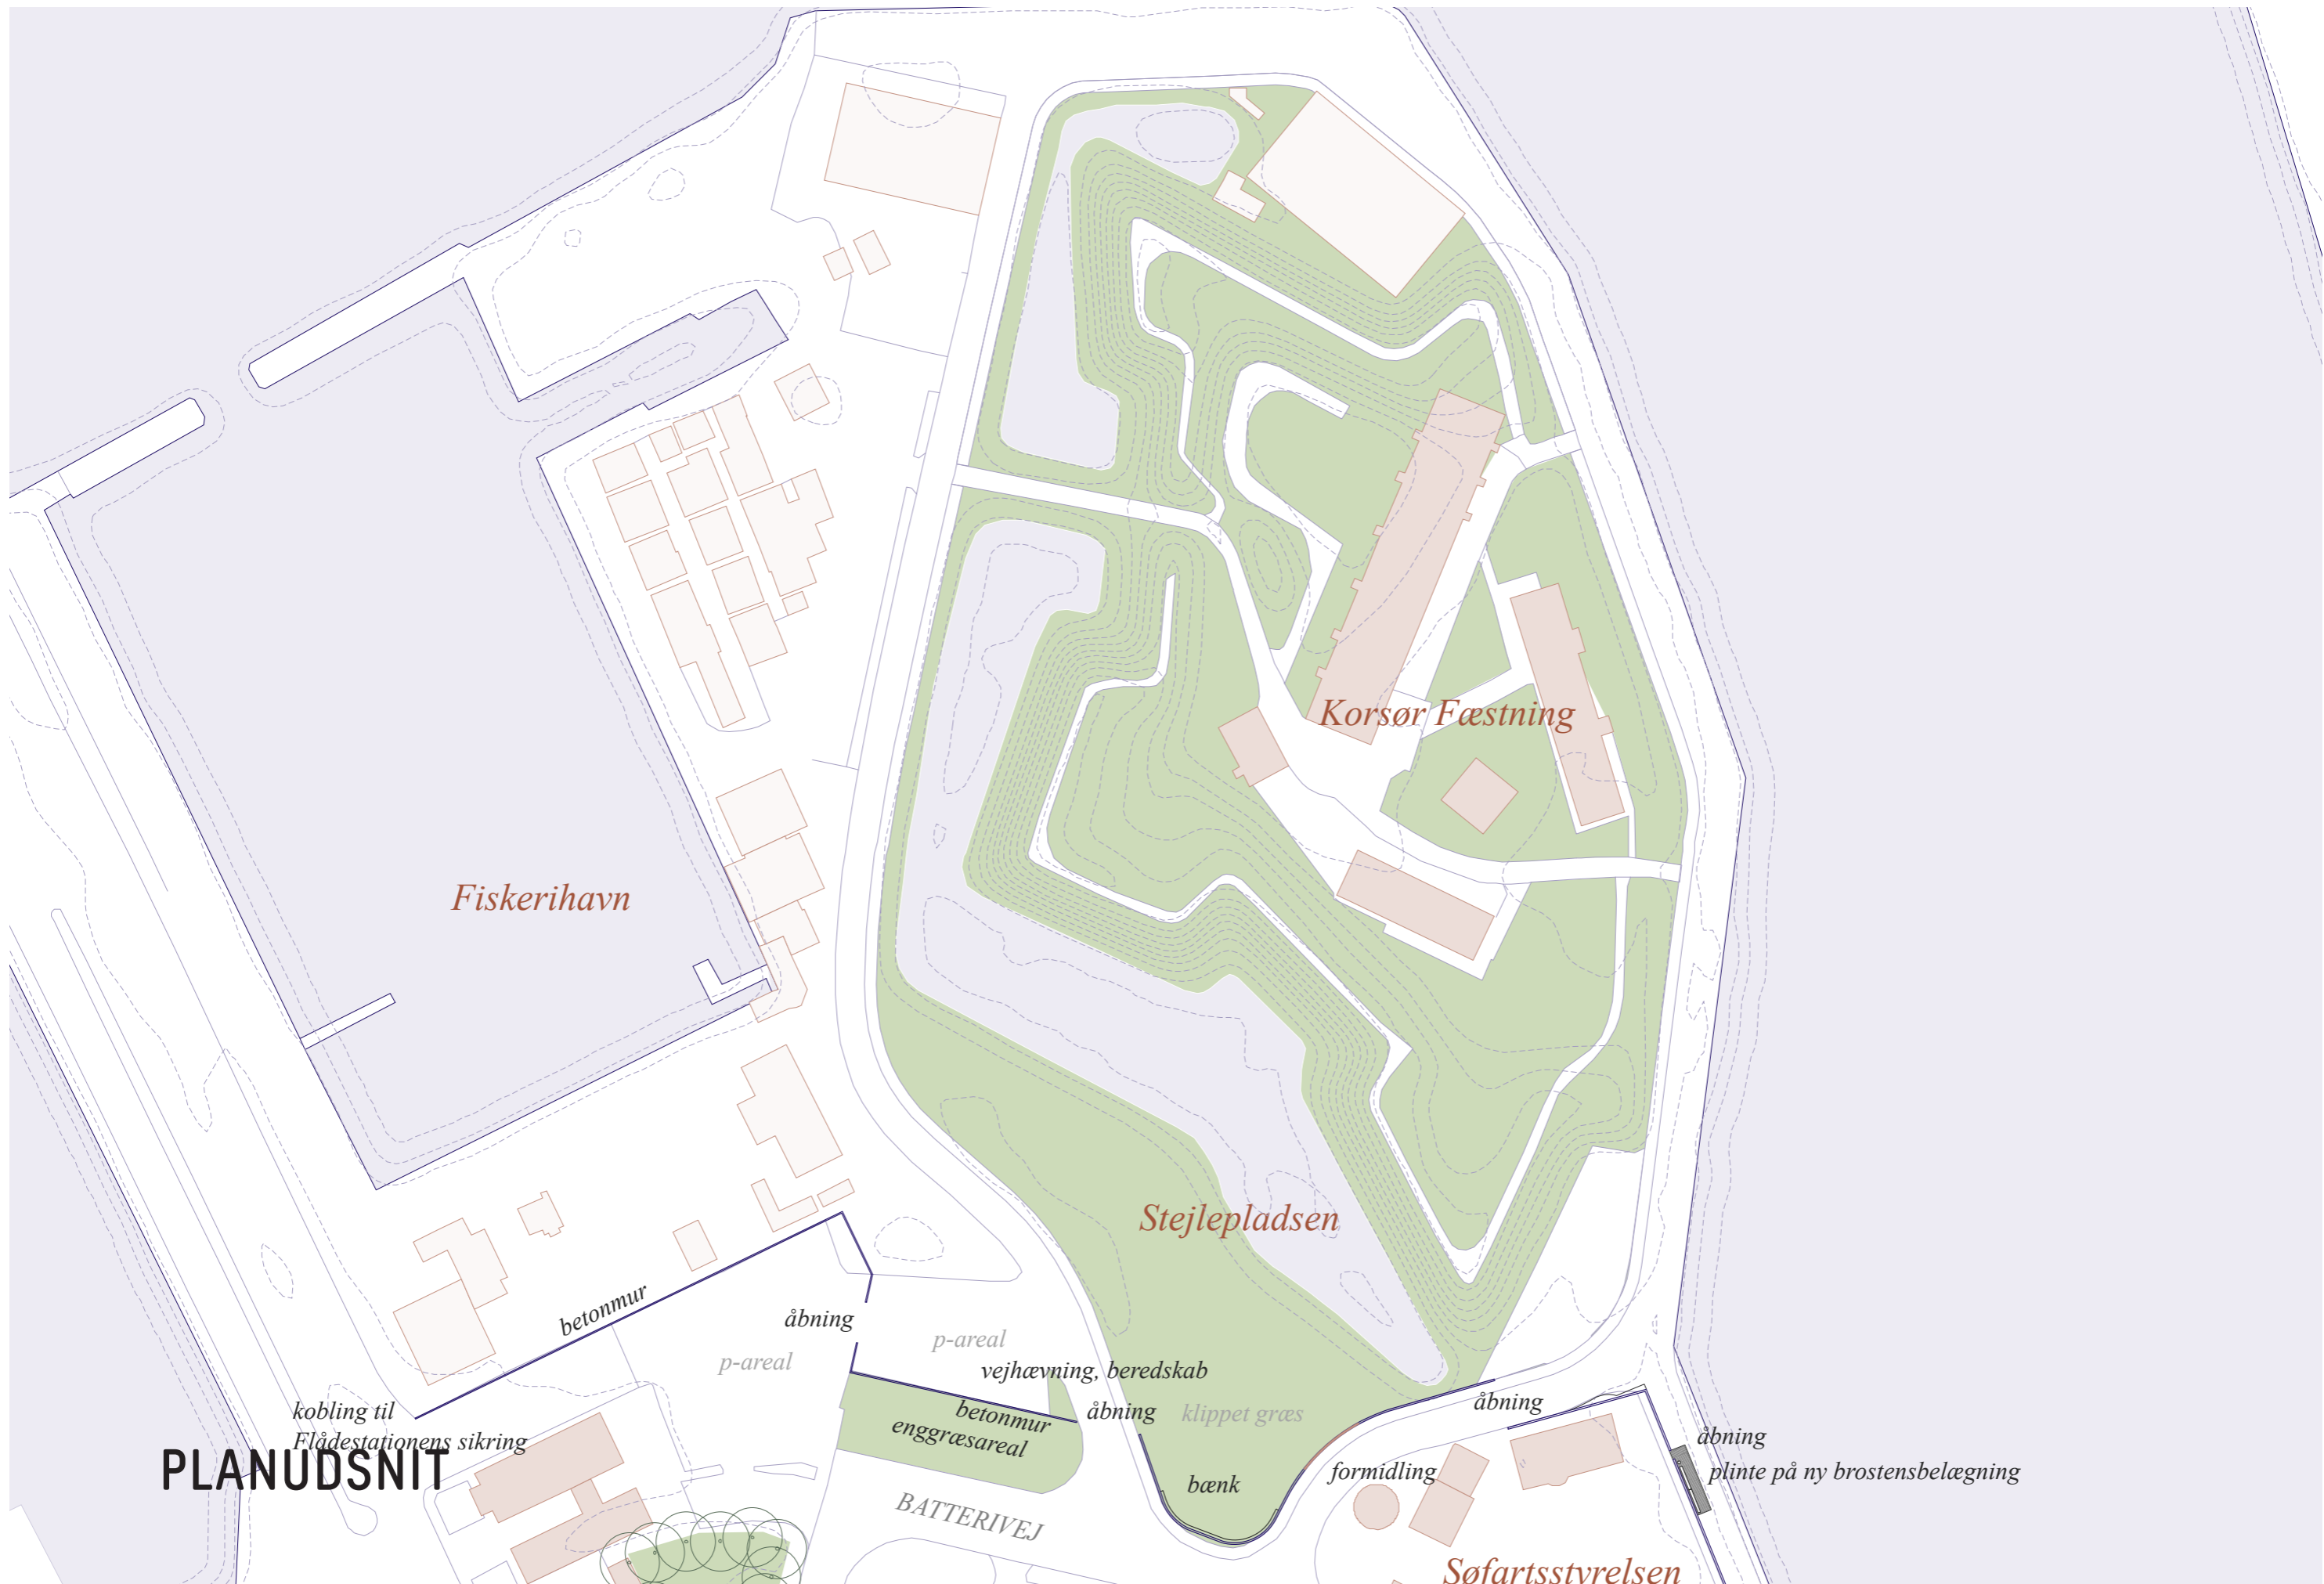 Korsør Fæstning
Fiskerihavn
Stejlepladsen
betonmur
åbning
p-areal
p-areal
vejhævning, beredskab
betonmur
enggræsareal
åbning
klippet græs
åbning
kobling til
Flådestationens sikring
PLANUDSNIT
bænk
formidling
åbning
plinte på ny brostensbelægning
BATTERIVEJ
Søfartsstyrelsen